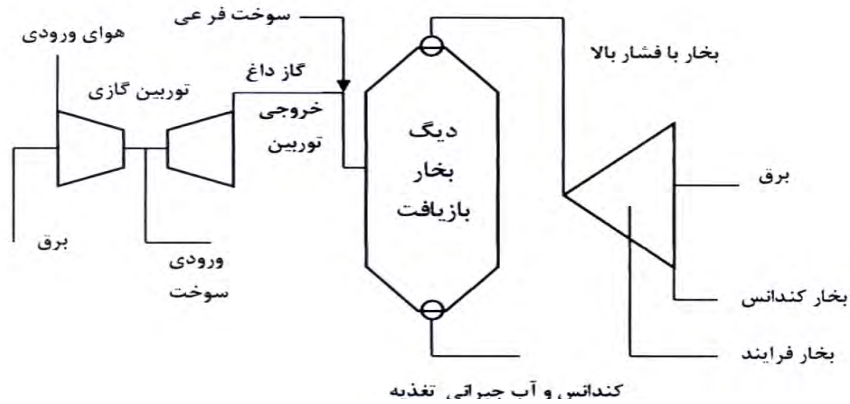 سوخت فرعی
هوای ورودی
بخار با فشار بالا
گاز داغ
توربین گازی
خروجی
توربین
دیگ
بخار
بازیافت
برق
برق
ورودی
سوخت
بخار کندانس
بخار فرایند
کندانس و آب جبرانی تغذیه